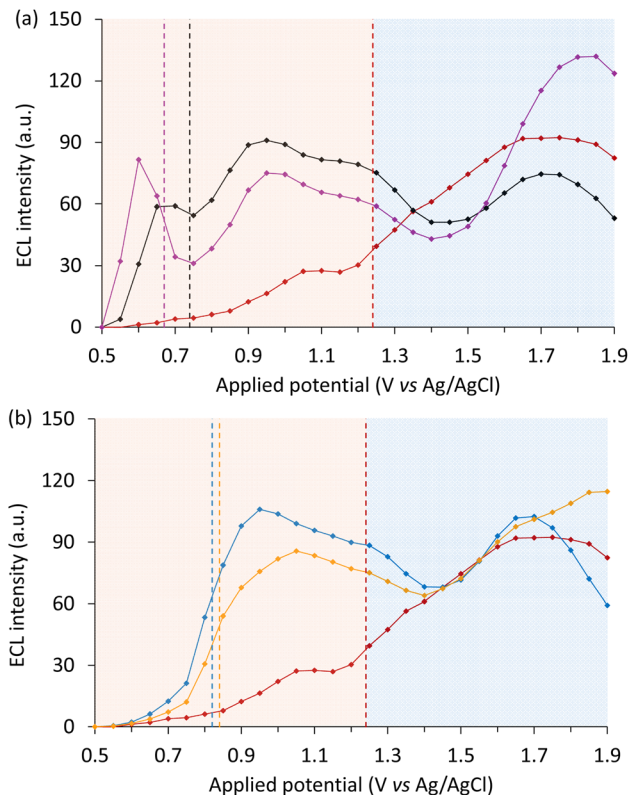 (a)
150
120
90
60
30
0
ECL intensity (a.u.)
0.5 0.7 0.9 1.1 1.3 1.5 1.7 1.9
Applied potential (V vs Ag/AgCl)
(b)
150
120
90
60
30
0
ECL intensity (a.u.)
0.5 0.7 0.9 1.1 1.3 1.5 1.7 1.9
Applied potential (V vs Ag/AgCl)